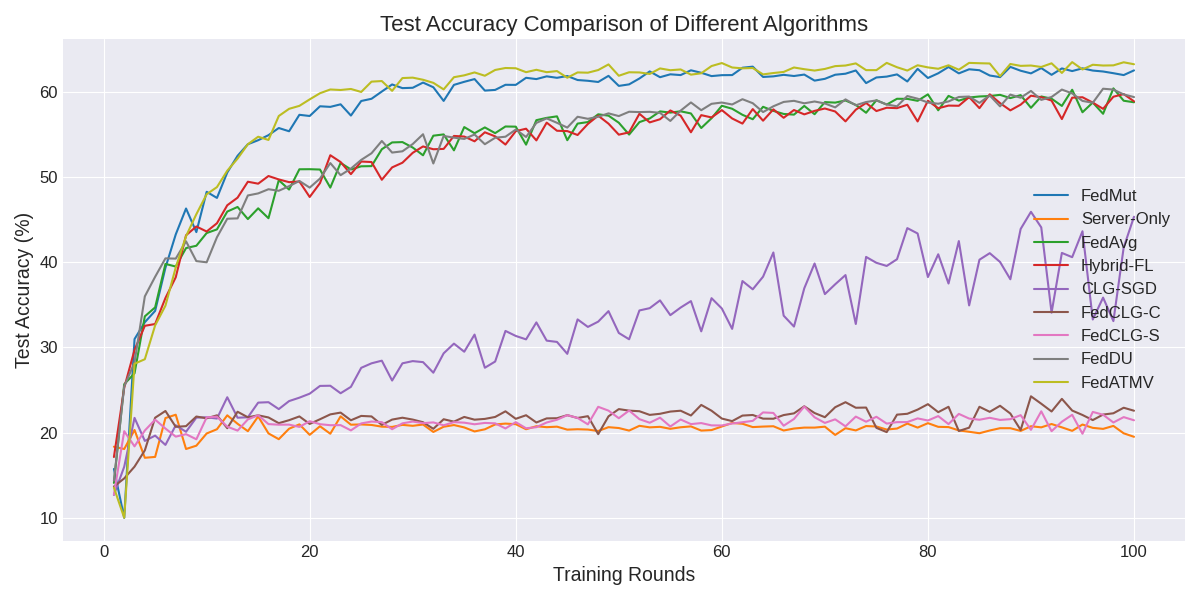 Test Accuracy Comparison of Different Algorithms
Test Accuracy (%)
60
50
40
30
20
10
FedMut
Server-Only
FedAvg
Hybrid-FL
CLG-SGD
FedCLG-C
FedCLG-S
FedDU
FedATMV
0
20
40
60
80
100
Training Rounds